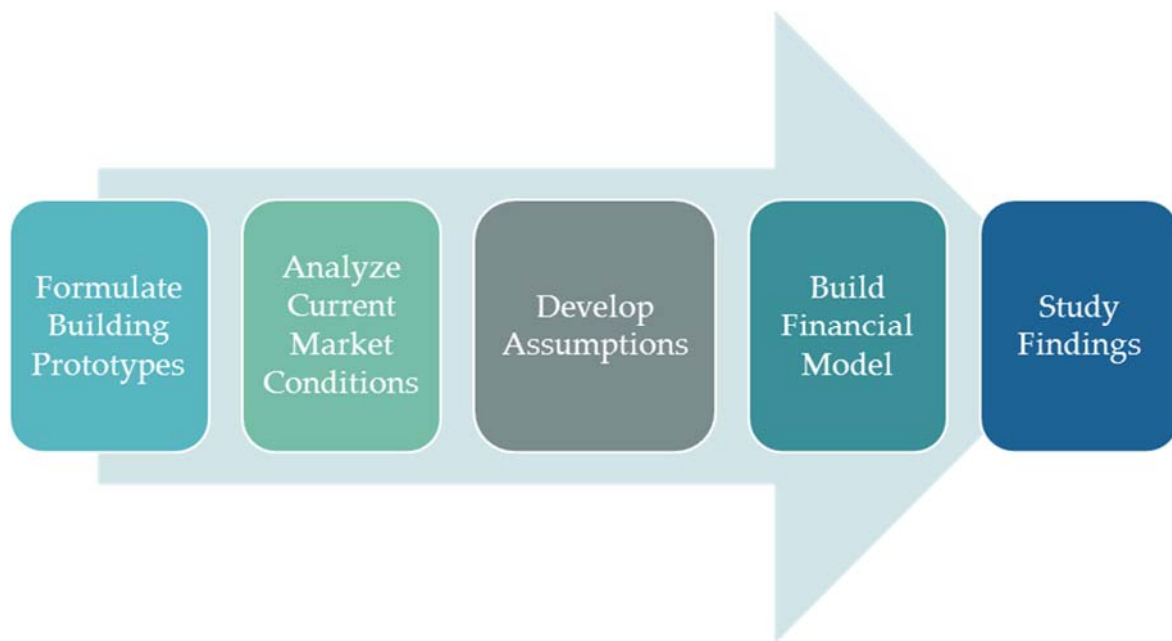 Formulate
Building
Prototypes
Analyze
Current
Market
Conditions
Develop
Assumptions
Build
Financial
Model
Study
Findings